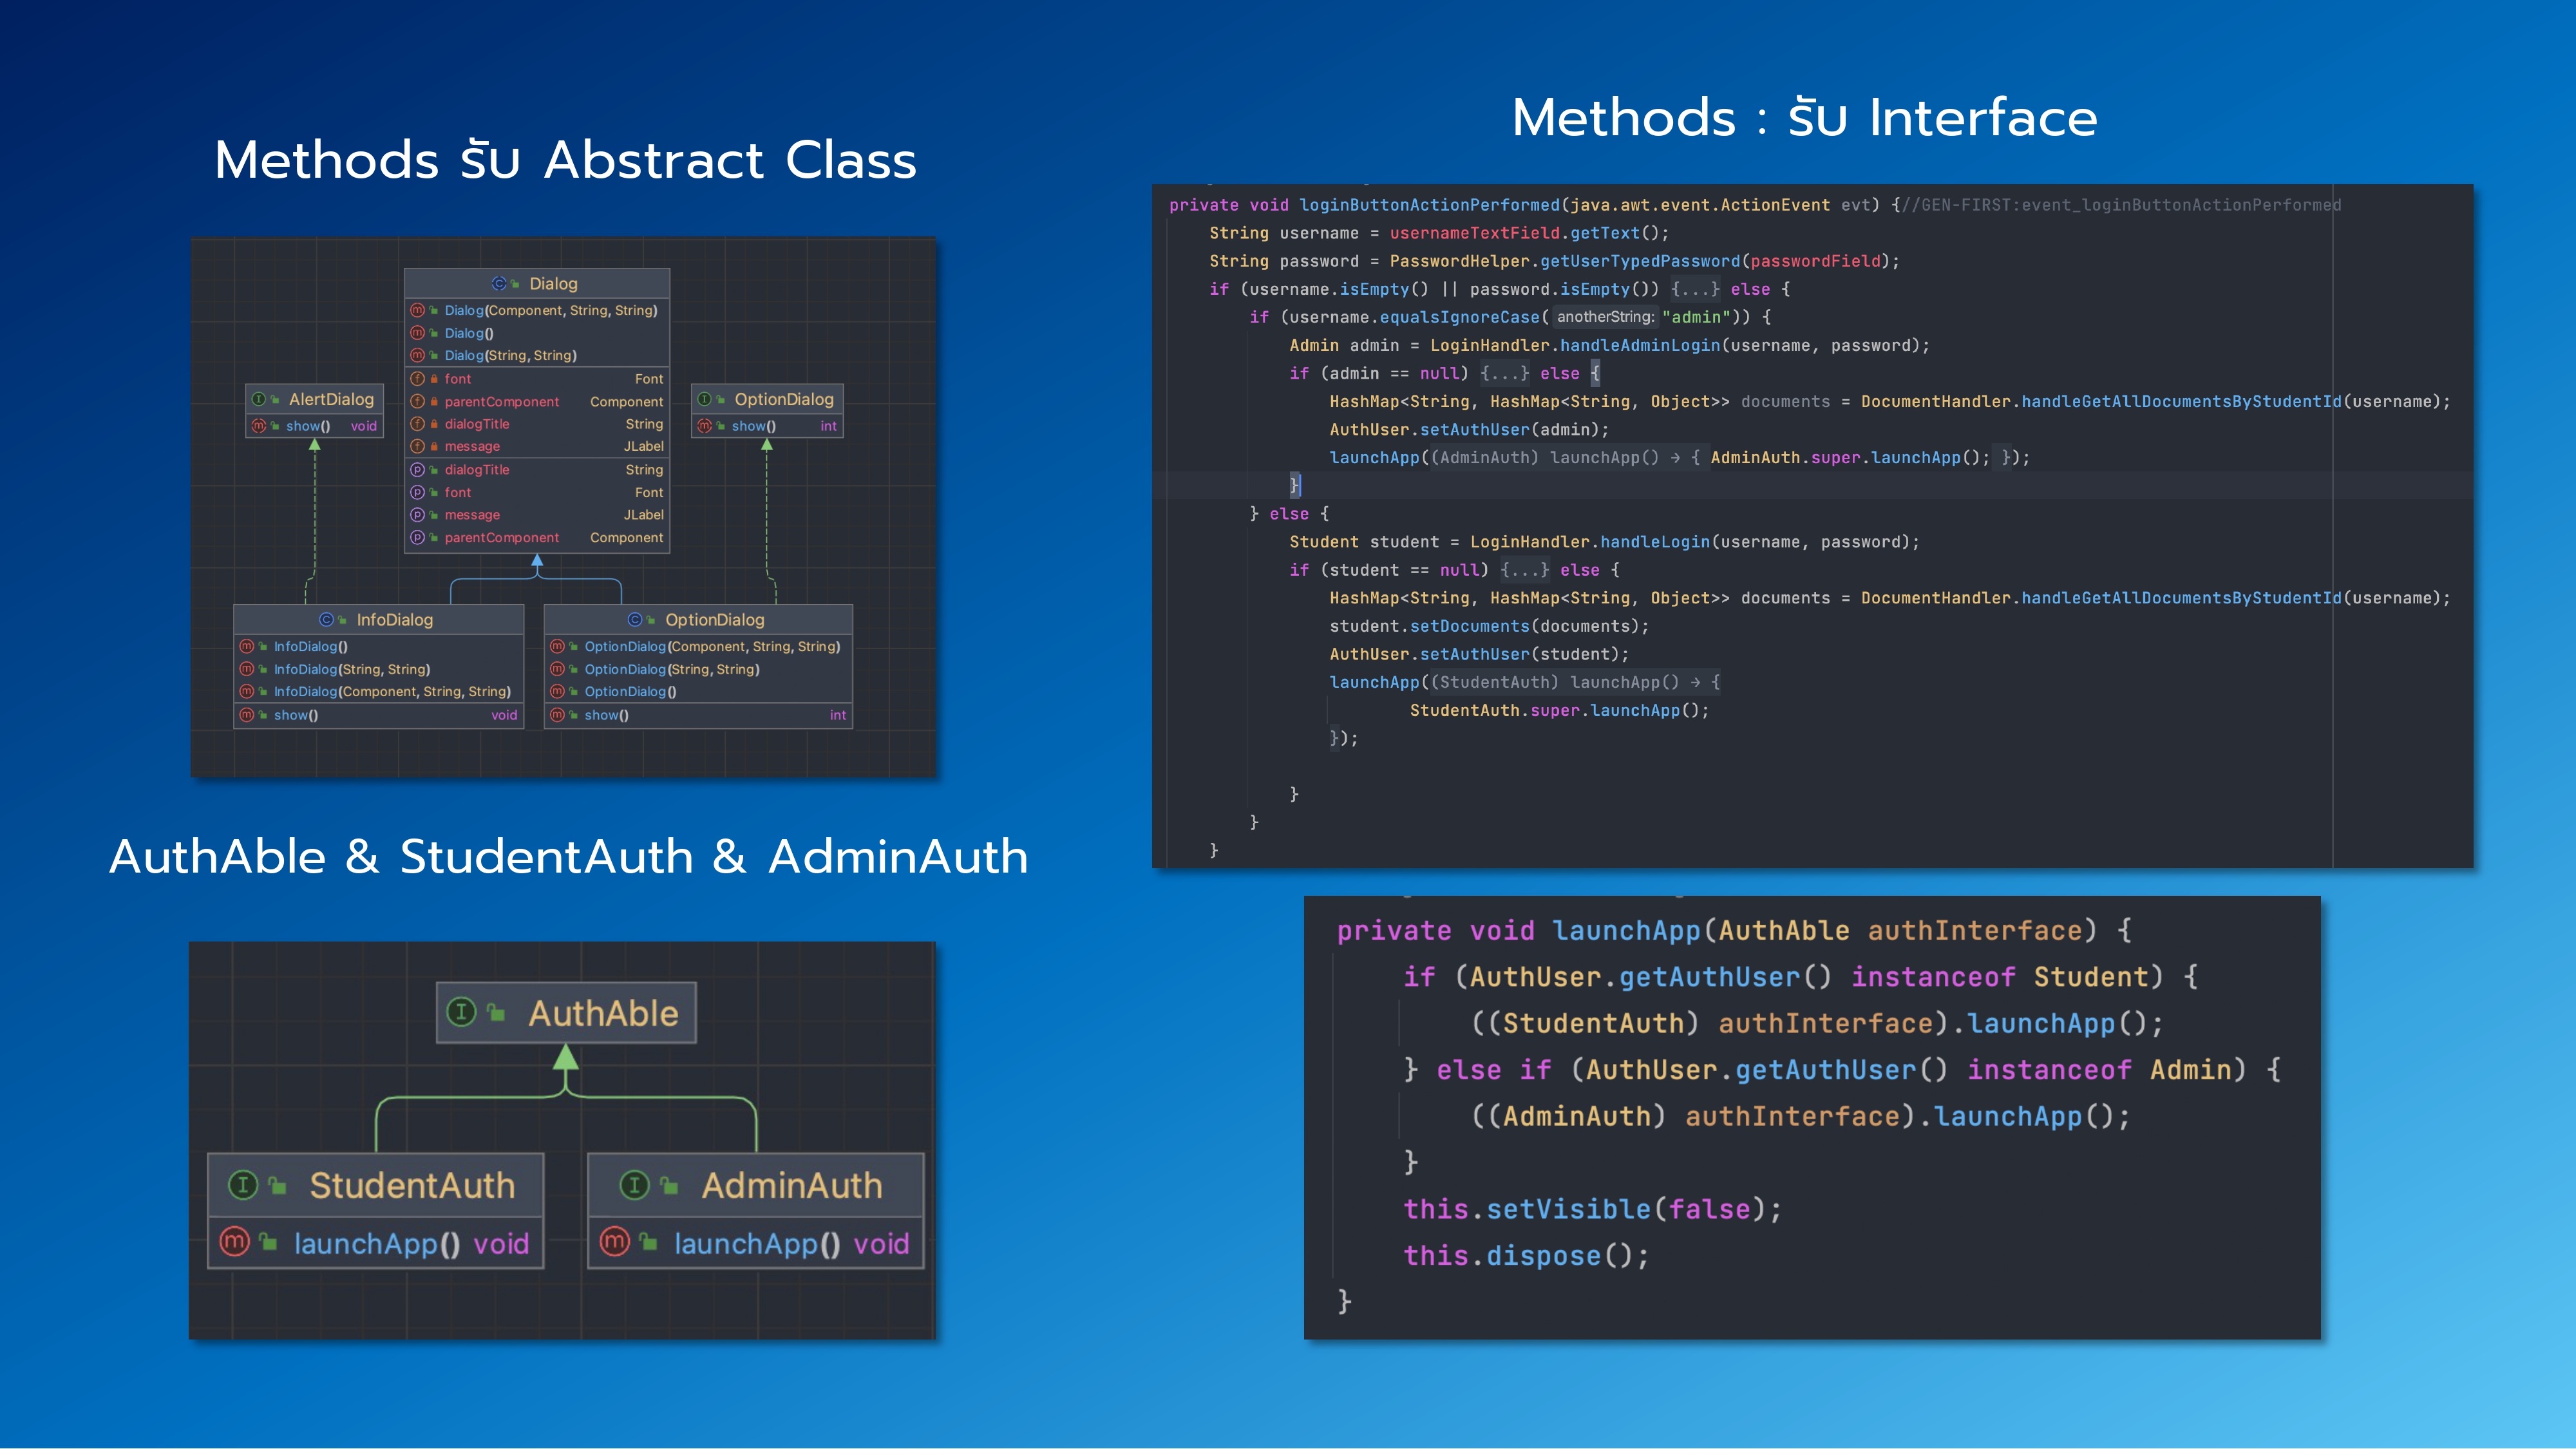 Methods รับ Abstract Class
Dialog
Dialog(Component, String, String)
Dialog()
Dialog(String, String)
font Font
parentComponent Component
dialogTitle String
message JLabel
dialogTitle String
font Font
message JLabel
parentComponent Component
AlertDialog
show() void
OptionDialog
show() int
InfoDialog
InfoDialog()
InfoDialog(String, String)
InfoDialog(Component, String, String)
show() void
OptionDialog
OptionDialog(Component, String, String)
OptionDialog(String, String)
OptionDialog()
show() int
AuthAble & StudentAuth & AdminAuth
AuthAble
StudentAuth
launchApp() void
AdminAuth
launchApp() void
Methods : รับ Interface
private void loginButtonActionPerformed(java.awt.event.ActionEvent evt) {//GEN-FIRST:event_loginButtonActionPerformed
String username = usernameTextField.getText();
String password = PasswordHelper.getUserTypedPassword(passwordField);
if (username.isEmpty() || password.isEmpty()) {...} else {
if (username.equalsIgnoreCase( anotherString: "admin")) {
Admin admin = LoginHandler.handleAdminLogin(username, password);
if (admin == null) {...} else {
HashMap<String, HashMap<String, Object>> documents = DocumentHandler.handleGetAllDocumentsByStudentId(username);
AuthUser.setAuthUser(admin);
launchApp((AdminAuth) launchApp() → { AdminAuth.super.launchApp(); });
}
} else {
Student student = LoginHandler.handleLogin(username, password);
if (student == null) {...} else {
HashMap<String, HashMap<String, Object>> documents = DocumentHandler.handleGetAllDocumentsByStudentId(username);
student.setDocuments(documents);
AuthUser.setAuthUser(student);
launchApp((StudentAuth) launchApp() → {
StudentAuth.super.launchApp();
});
}
}
}
private void launchApp(AuthAble authInterface) {
if (AuthUser.getAuthUser() instanceof Student) {
((StudentAuth) authInterface).launchApp();
} else if (AuthUser.getAuthUser() instanceof Admin) {
((AdminAuth) authInterface).launchApp();
}
this.setVisible(false);
this.dispose();
}